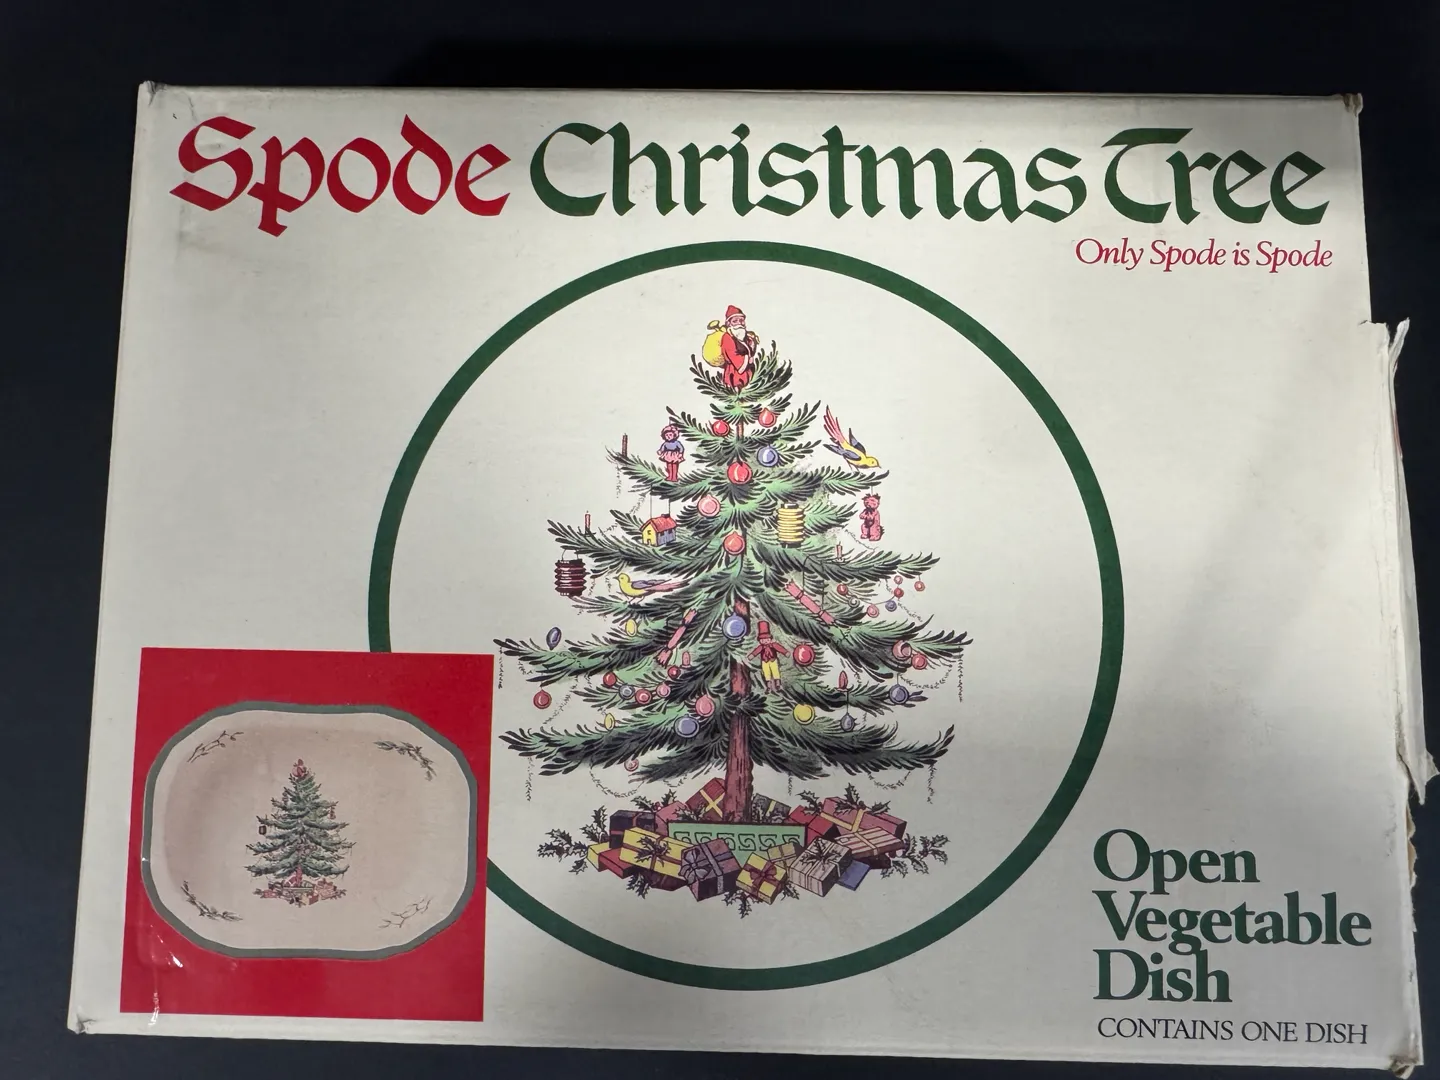 Spode Christmas Tree
Only Spode is Spode
Open
Vegetable
Dish
CONTAINS ONE DISH